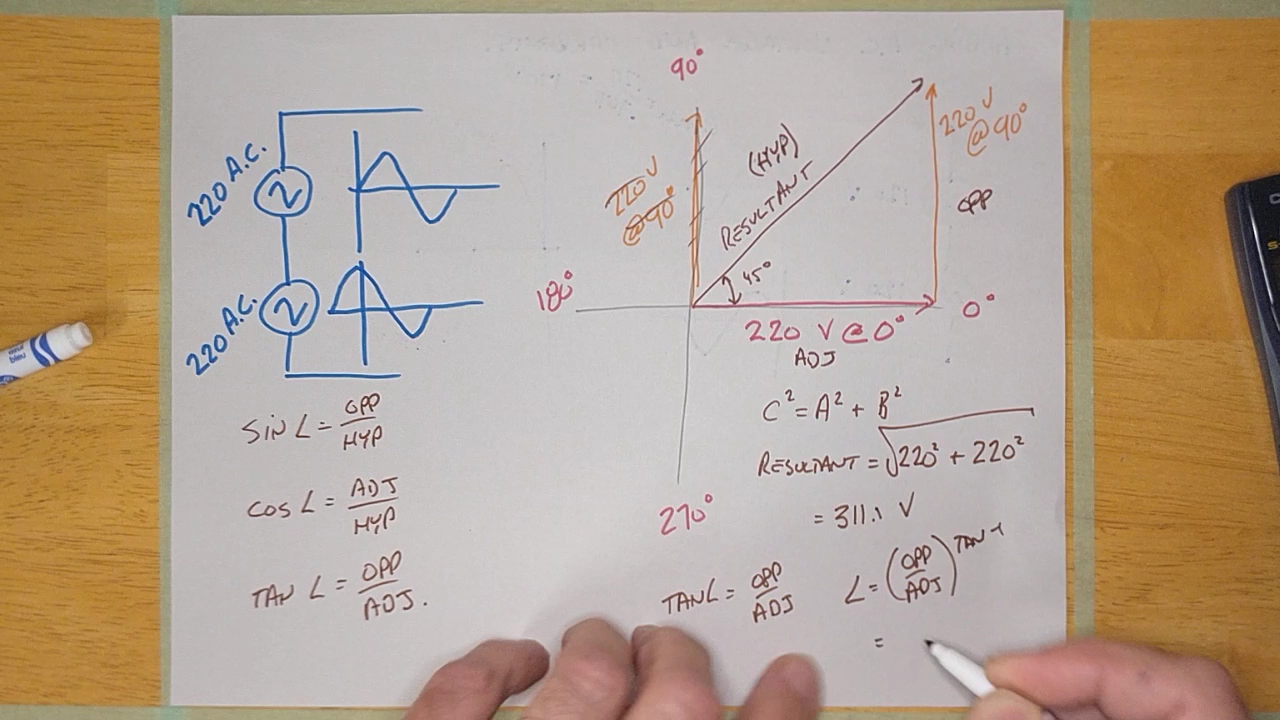 220 A.C.
220 A.C.
SIN ∠ = OPP
HYP
COS ∠ = ADJ
HYP
TAN ∠ = OPP
ADJ.
90°
220 V
@ 90°
(HYP)
RESULTANT
45°
220 V
@ 90°
OPP
180°
0°
220 V @ 0°
ADJ
270°
C² = A² + B²
RESULTANT = √220² + 220²
= 311.1 V
TAN ∠ = OPP
ADJ
∠ = (OPP
ADJ) TAN-1
=